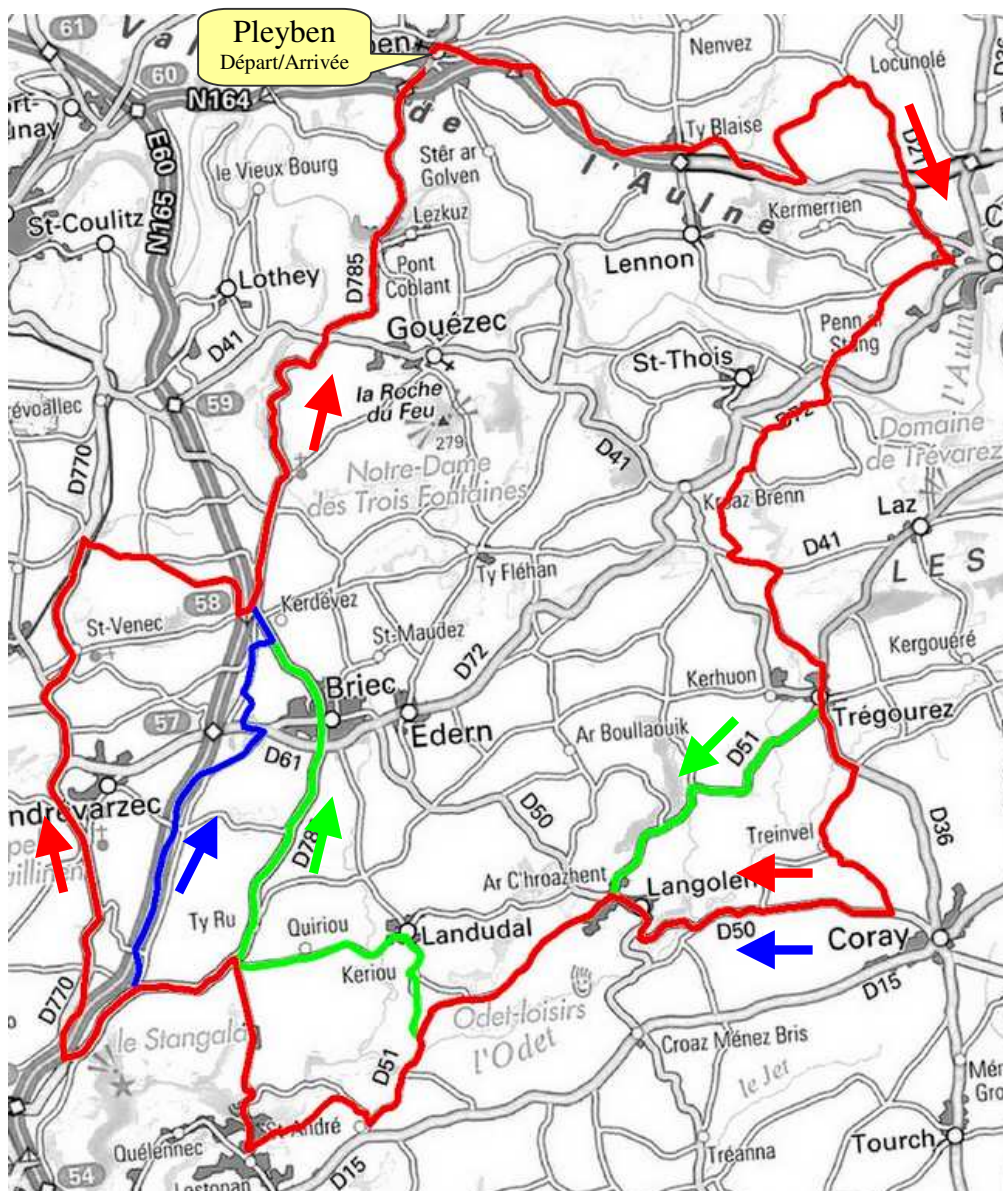 61
Pleyben
Départ/Arrivée
Nenvez
Locunolé
60
N164
de
D21
Ty Blaise
Stêr ar
Golven
l'Aulne
le Vieux Bourg
E60
N165
St-Coulitz
Lezkuz
Kermerrien
Lennon
Lothey
D785
Pont
Coblant
D41
Gouézec
St-Thois
l'Aulne
59
la Roche
du Feu
279
D72
Domaine
de Trévarez
D770
Notre-Dame
des Trois Fontaines
D41
Kroaz Brenn
Laz
D41
LES
Ty Fléhan
58
Kerdévez
St-Venec
St-Maudez
D72
Kergouéré
Kerhuon
Briec
Edern
Trégourez
57
Ar Boullaouik
D51
D61
D50
D36
Treinvel
Ar C'hroazhent
Langolen
Ty Ru
Quiriou
Landudal
D50
Coray
Keriou
D15
D770
le Stangala
Odet-loisirs
l'Odet
Croaz Ménez Bris
D51
le Jet
St-André
Quélennec
D15
Tréanna
Tourch
54